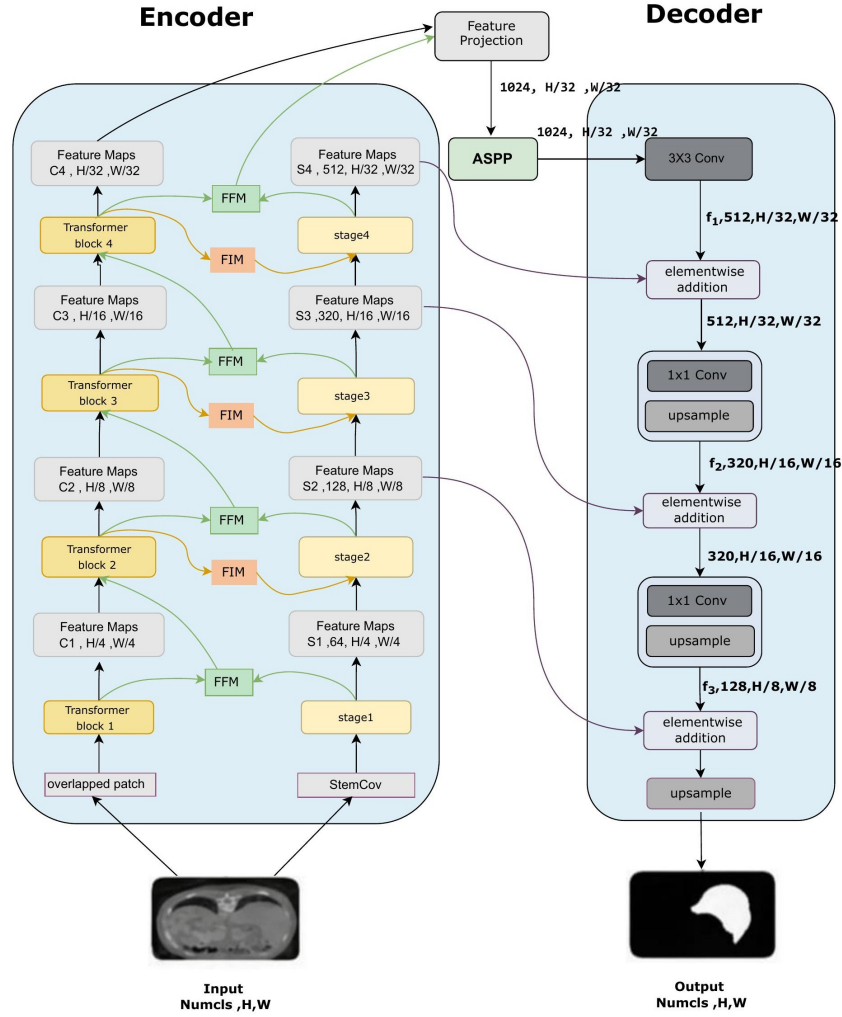 Encoder
Decoder
Feature
Projection
1024, H/32 ,W/32
1024, H/32 ,W/32
ASPP
3X3 Conv
Feature Maps
C4 , H/32 ,W/32
Feature Maps
S4 , 512, H/32 ,W/32
FFM
Transformer
block 4
stage4
FIM
Feature Maps
C3 , H/16 ,W/16
Feature Maps
S3 ,320, H/16 ,W/16
FFM
Transformer
block 3
stage3
FIM
Feature Maps
C2 , H/8 ,W/8
Feature Maps
S2 ,128, H/8 ,W/8
FFM
Transformer
block 2
stage2
FIM
Feature Maps
C1 , H/4 ,W/4
Feature Maps
S1 ,64, H/4 ,W/4
FFM
Transformer
block 1
stage1
overlapped patch
StemCov
Input
Numcls ,H,W
f₁,512,H/32,W/32
elementwise
addition
512,H/32,W/32
1x1 Conv
upsample
f₂,320,H/16,W/16
elementwise
addition
320,H/16,W/16
1x1 Conv
upsample
f₃,128,H/8,W/8
elementwise
addition
upsample
Output
Numcls ,H,W